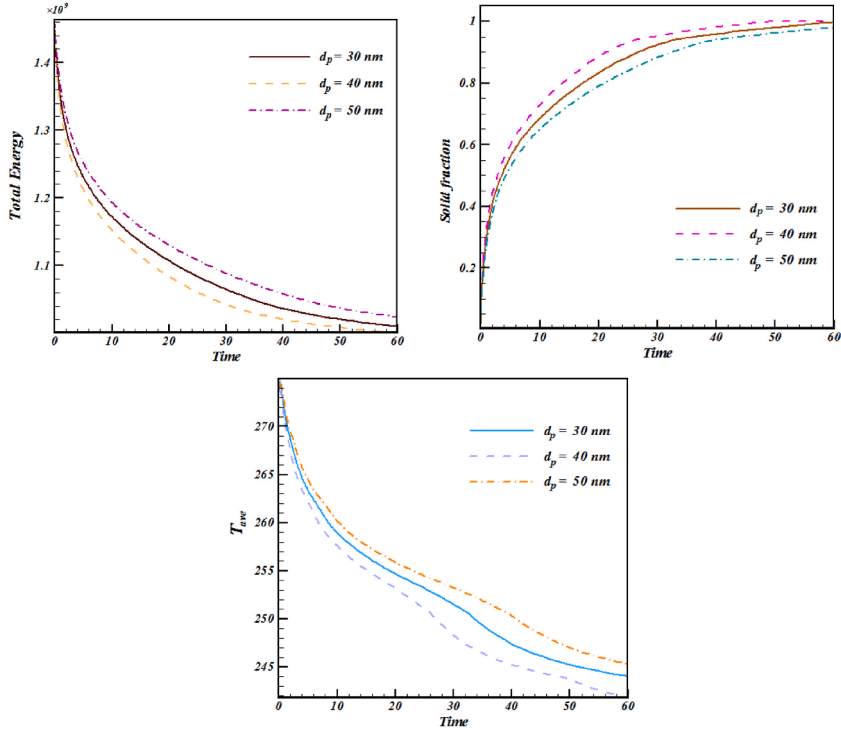 ×10⁹
1.4
1.3
1.2
1.1
Total Energy
0 10 20 30 40 50 60
Time
dₚ = 30 nm
dₚ = 40 nm
dₚ = 50 nm
1
0.8
0.6
0.4
0.2
Solid fraction
0 10 20 30 40 50 60
Time
dₚ = 30 nm
dₚ = 40 nm
dₚ = 50 nm
270
265
260
255
250
245
Tave
0 10 20 30 40 50 60
Time
dₚ = 30 nm
dₚ = 40 nm
dₚ = 50 nm